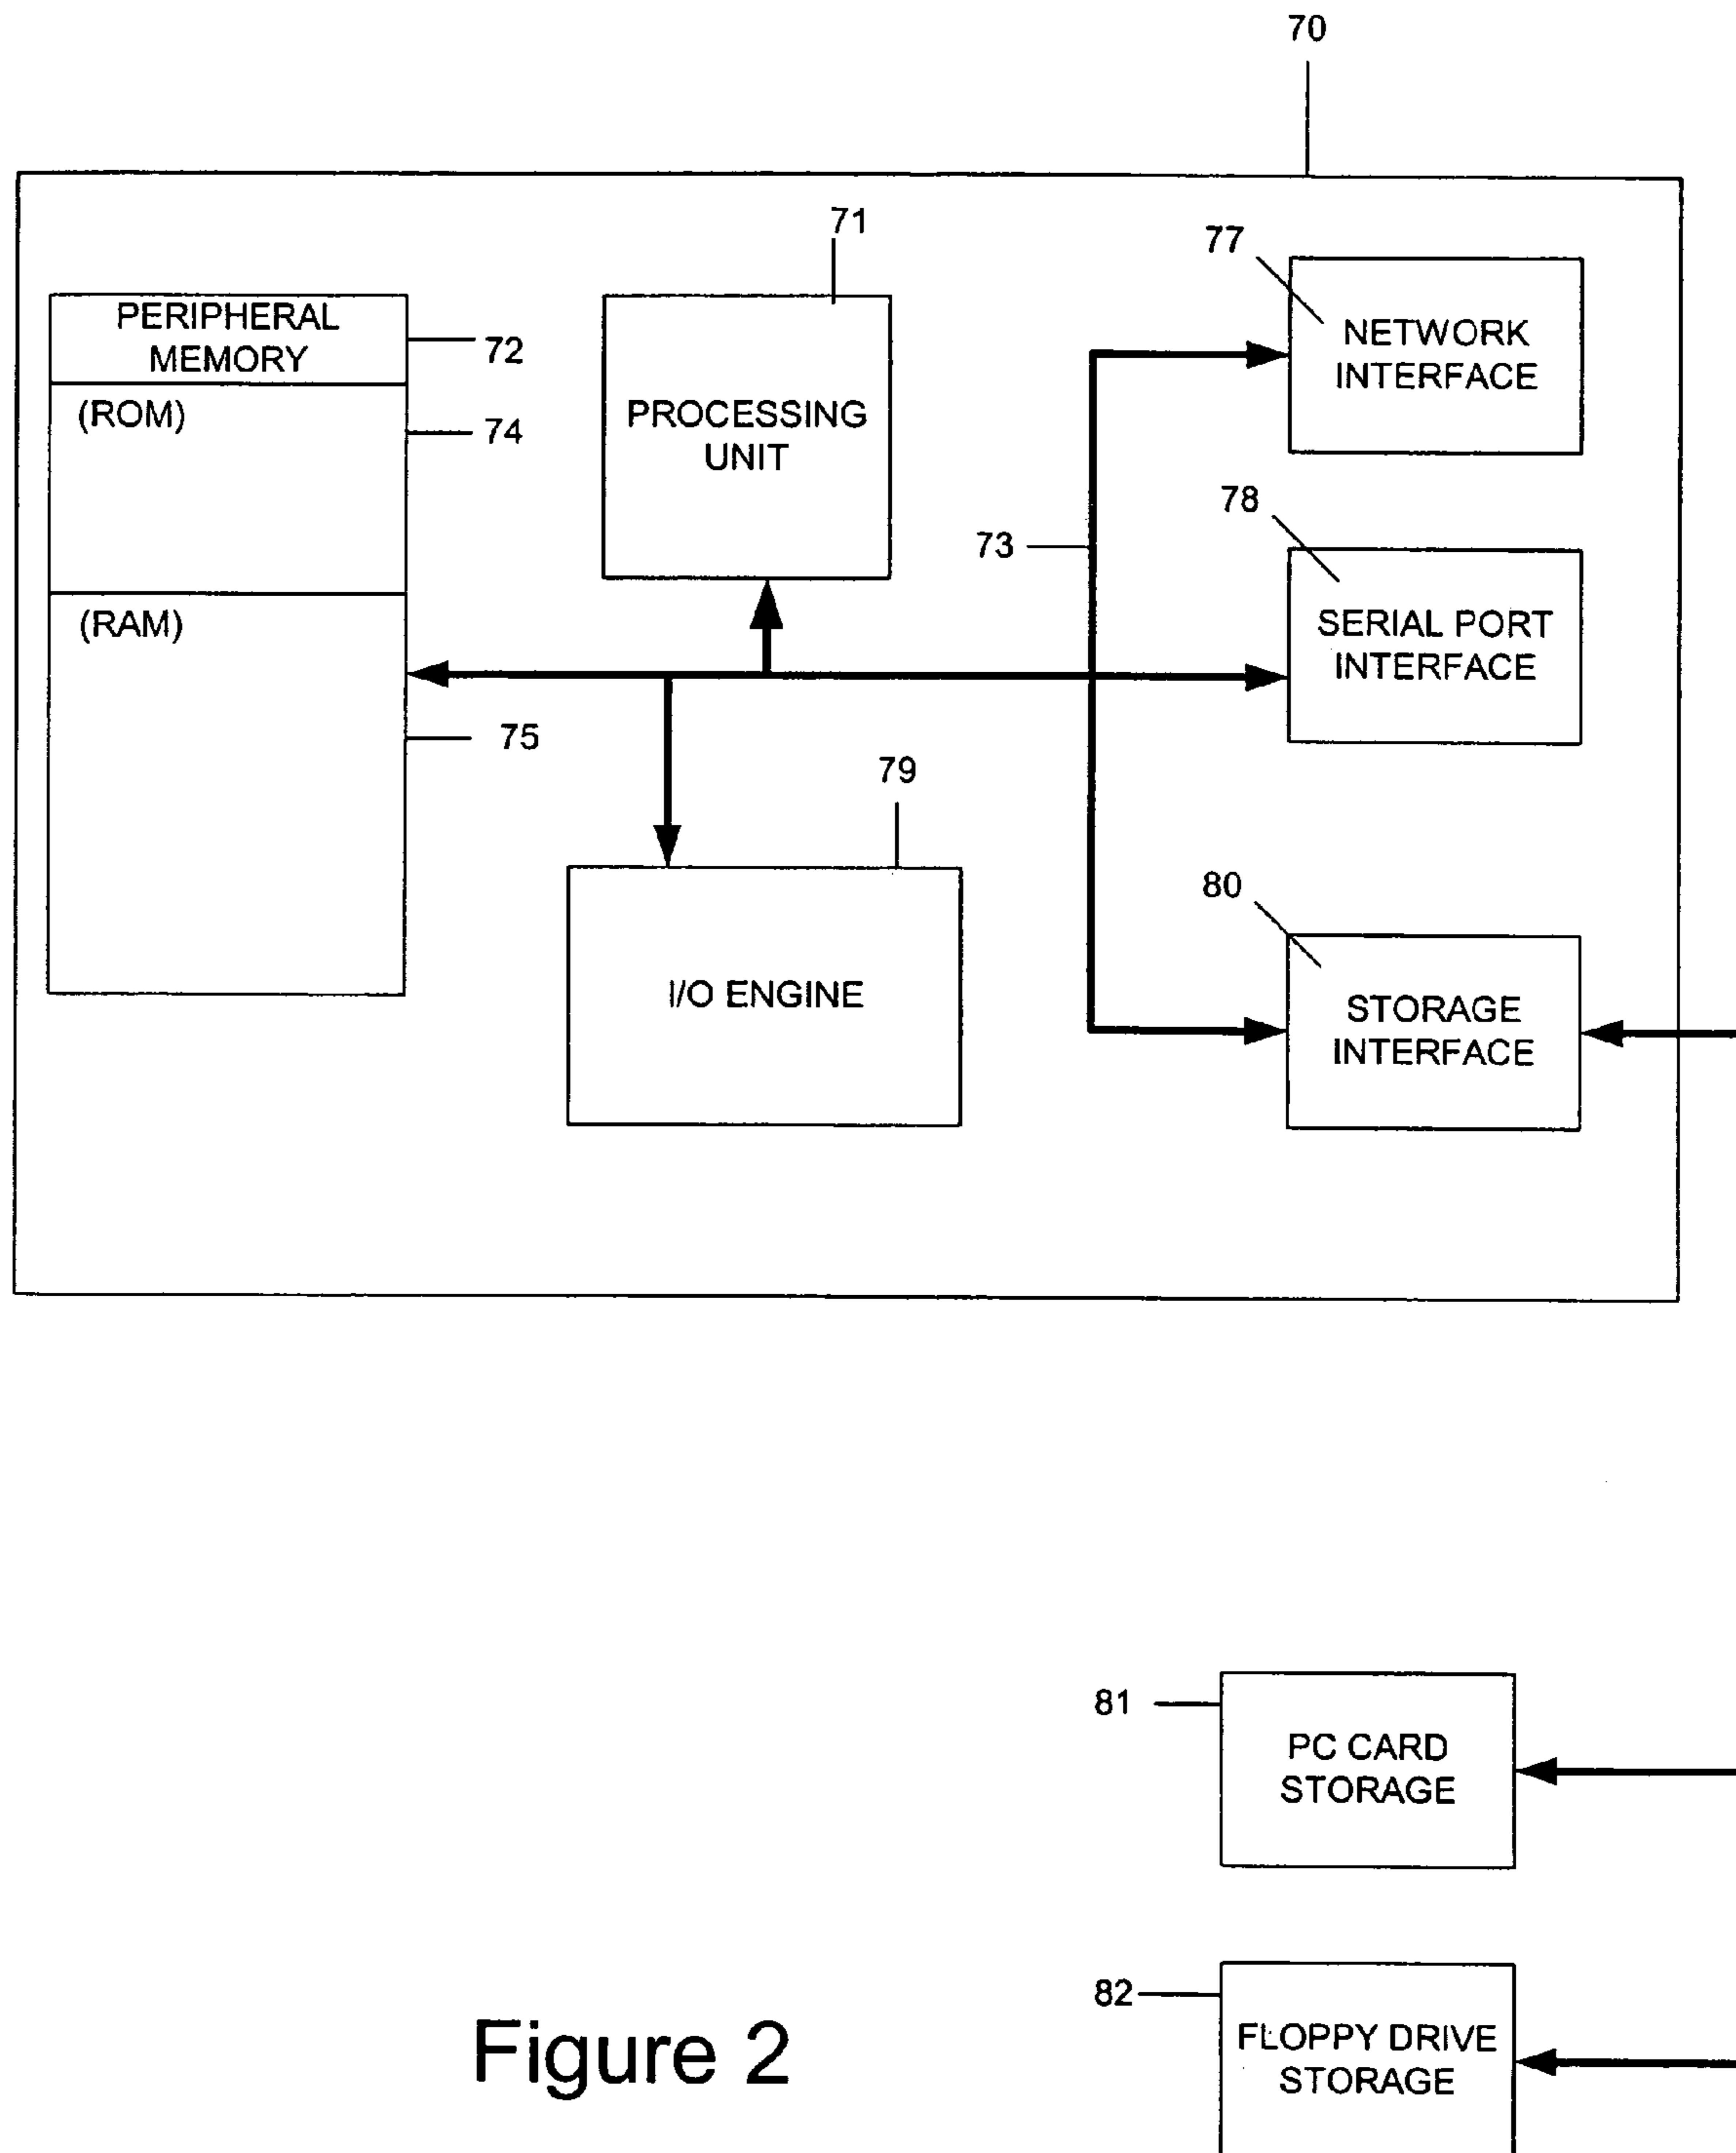 70
71
77
PERIPHERAL
MEMORY
72
NETWORK
INTERFACE
(ROM)
74
PROCESSING
UNIT
78
73
(RAM)
SERIAL PORT
INTERFACE
75
79
80
I/O ENGINE
STORAGE
INTERFACE
81
PC CARD
STORAGE
82
FLOPPY DRIVE
STORAGE
Figure 2